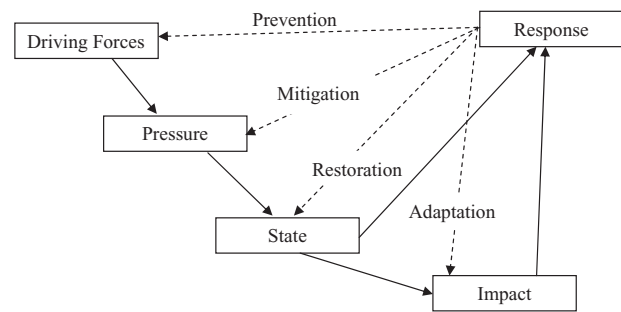 Prevention
Response
Driving Forces
Mitigation
Pressure
Restoration
Adaptation
State
Impact